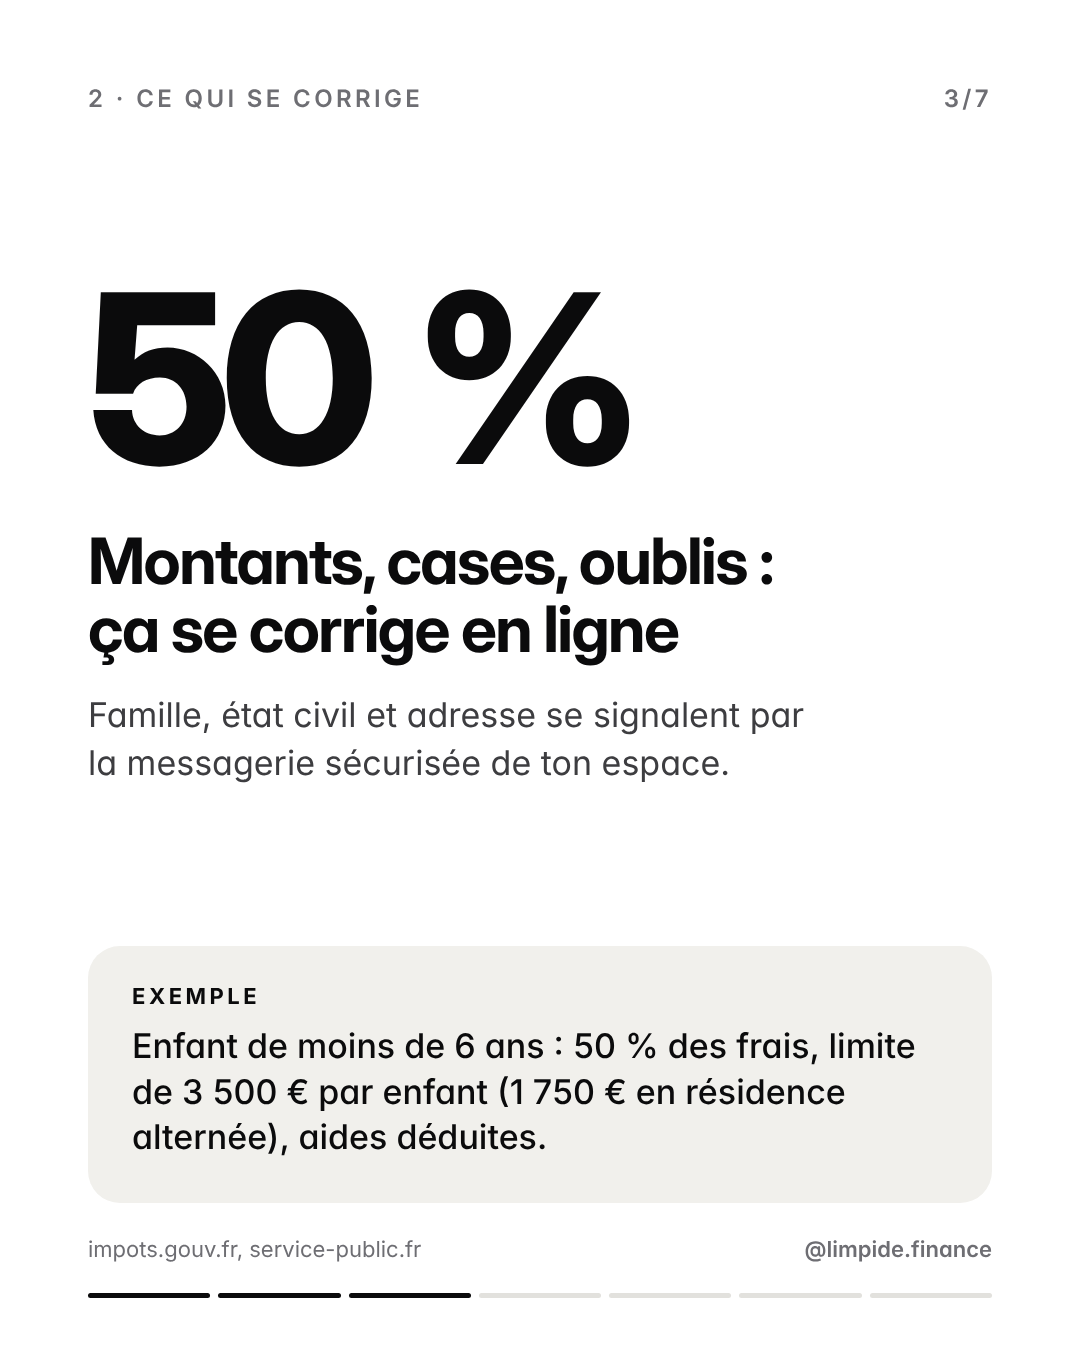 2 · CE QUI SE CORRIGE
3/7
50 %
Montants, cases, oublis :
ça se corrige en ligne
Famille, état civil et adresse se signalent par
la messagerie sécurisée de ton espace.
EXEMPLE
Enfant de moins de 6 ans : 50 % des frais, limite
de 3 500 € par enfant (1 750 € en résidence
alternée), aides déduites.
impots.gouv.fr, service-public.fr
@limpide.finance